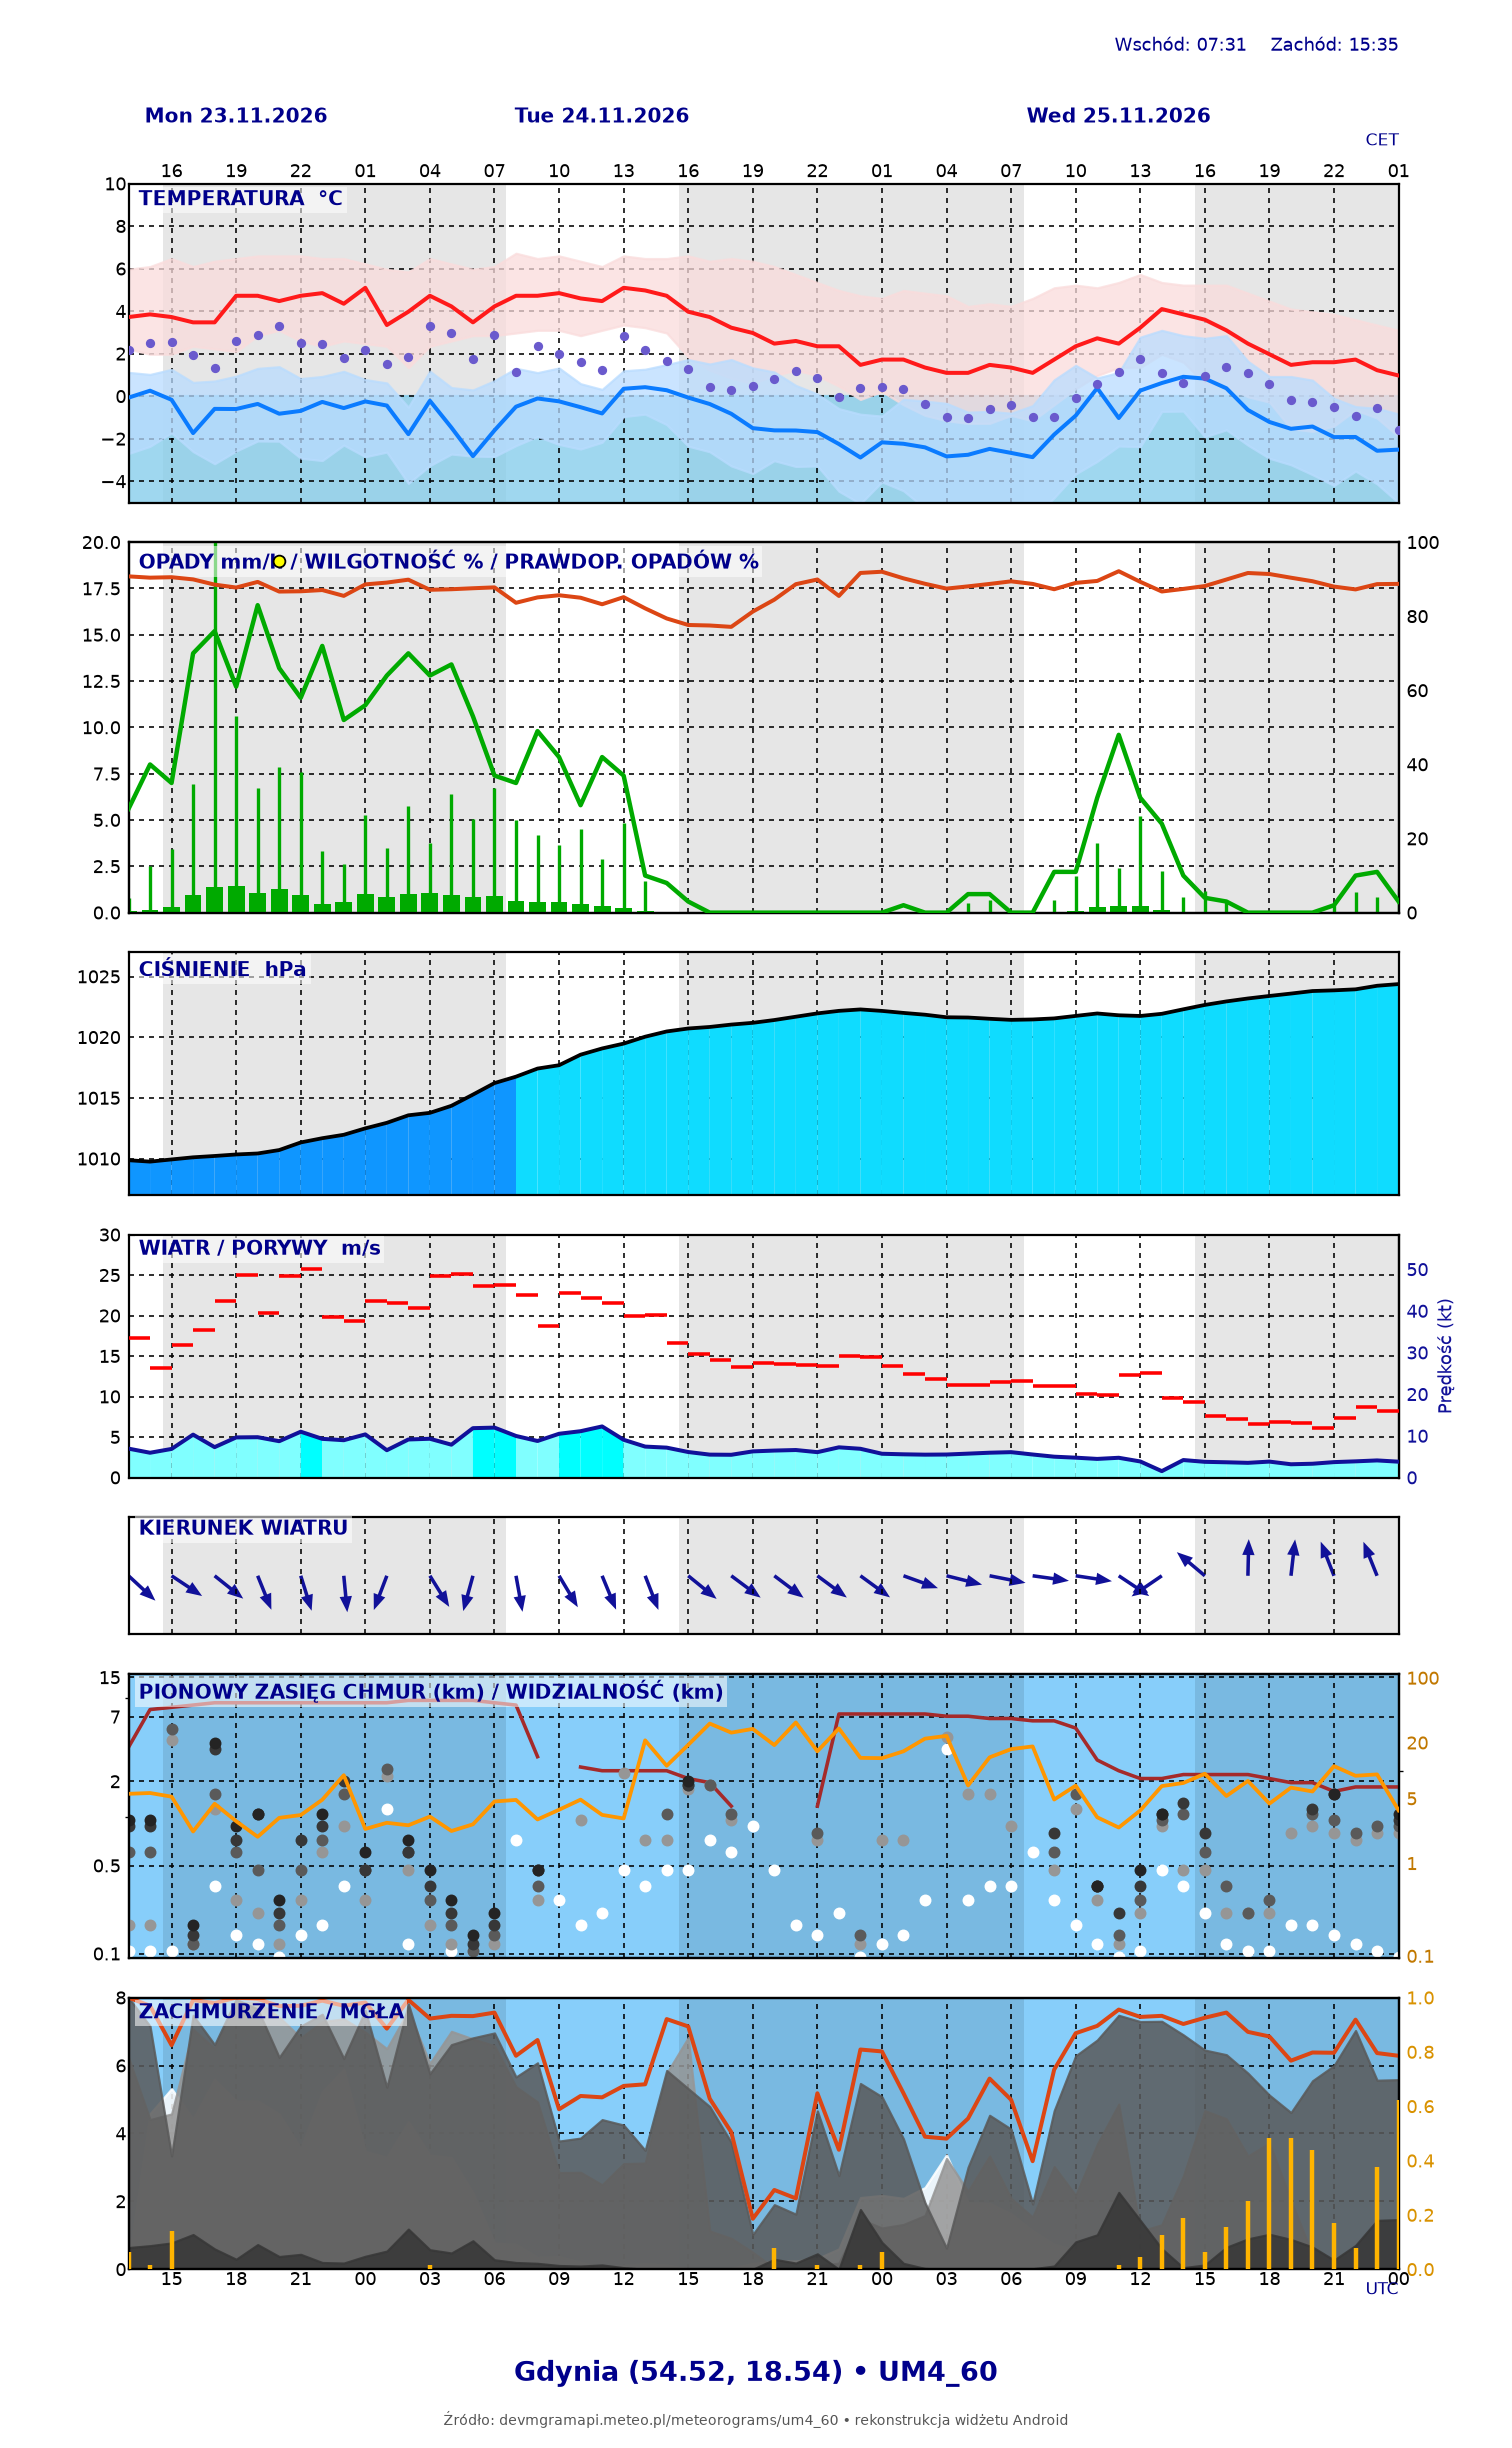 Wschód: 07:31 Zachód: 15:35
Mon 23.11.2026 Tue 24.11.2026 Wed 25.11.2026
CET
16 19 22 01 04 07 10 13 16 19 22 01 04 07 10 13 16 19 22 01
TEMPERATURA °C
10
8
6
4
2
0
−2
−4
OPADY mm/h / WILGOTNOŚĆ % / PRAWDOP. OPADÓW %
20.0 100
17.5
15.0 80
12.5
10.0 60
7.5 40
5.0
2.5 20
0.0 0
CIŚNIENIE hPa
1025
1020
1015
1010
WIATR / PORYWY m/s
30
25 50
20 40
15 30
10 20
5 10
0 0
Prędkość (kt)
KIERUNEK WIATRU
PIONOWY ZASIĘG CHMUR (km) / WIDZIALNOŚĆ (km)
15 100
7 20
2 5
0.5 1
0.1 0.1
ZACHMURZENIE / MGŁA
8 1.0
6 0.8
0.6
4 0.4
2 0.2
0 0.0
15 18 21 00 03 06 09 12 15 18 21 00 03 06 09 12 15 18 21 00
UTC
Gdynia (54.52, 18.54) • UM4_60
Źródło: devmgramapi.meteo.pl/meteorograms/um4_60 • rekonstrukcja widżetu Android